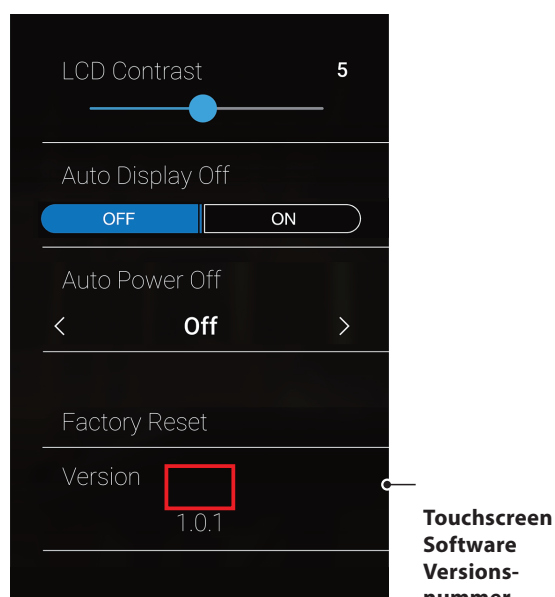 LCD Contrast 5
Auto Display Off
OFF ON
Auto Power Off
< Off >
Factory Reset
Version
1.0.1
Touchscreen
Software
Versions-
nummer